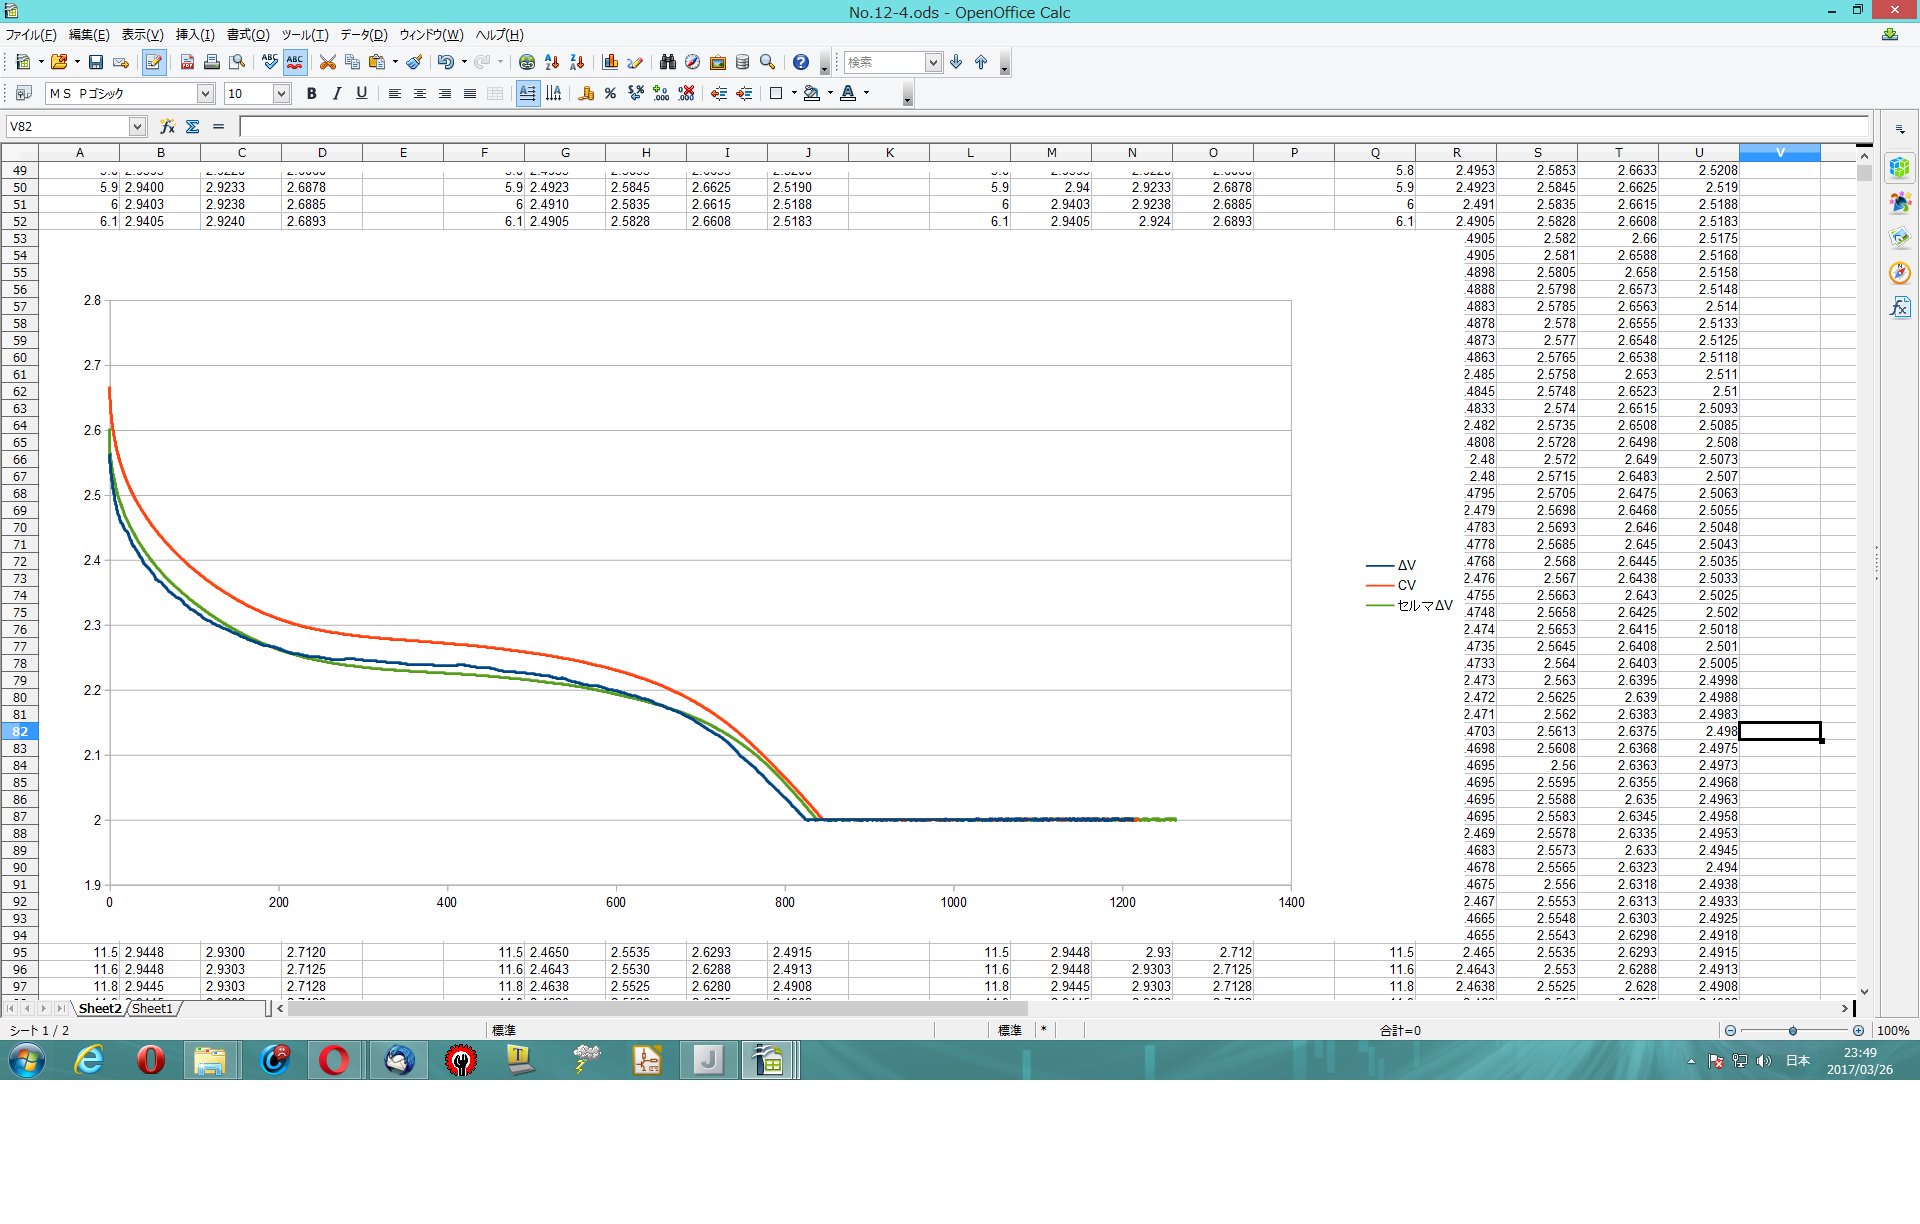 No.12-4.ods - OpenOffice Calc
ファイル(F) 編集(E) 表示(V) 挿入(I) 書式(O) ツール(T) データ(D) ウィンドウ(W) ヘルプ(H)
検索
ＭＳ Ｐゴシック 10
V82
A B C D E F G H I J K L M N O P Q R S T U V
49 5.8 2.4953 2.5853 2.6633 2.5208
50 5.9 2.9400 2.9233 2.6878 5.9 2.4923 2.5845 2.6625 2.5190 5.9 2.94 2.9233 2.6878 5.9 2.4923 2.5845 2.6625 2.519
51 6 2.9403 2.9238 2.6885 6 2.4910 2.5835 2.6615 2.5188 6 2.9403 2.9238 2.6885 6 2.491 2.5835 2.6615 2.5188
52 6.1 2.9405 2.9240 2.6893 6.1 2.4905 2.5828 2.6608 2.5183 6.1 2.9405 2.924 2.6893 6.1 2.4905 2.5828 2.6608 2.5183
53 .4905 2.582 2.66 2.5175
54 .4905 2.581 2.6588 2.5168
55 .4898 2.5805 2.658 2.5158
56 .4888 2.5798 2.6573 2.5148
57 .4883 2.5785 2.6563 2.514
58 .4878 2.578 2.6555 2.5133
59 .4873 2.577 2.6548 2.5125
60 .4863 2.5765 2.6538 2.5118
61 2.485 2.5758 2.653 2.511
62 .4845 2.5748 2.6523 2.51
63 .4833 2.574 2.6515 2.5093
64 2.482 2.5735 2.6508 2.5085
65 .4808 2.5728 2.6498 2.508
66 2.48 2.572 2.649 2.5073
67 2.48 2.5715 2.6483 2.507
68 .4795 2.5705 2.6475 2.5063
69 2.479 2.5698 2.6468 2.5055
70 .4783 2.5693 2.646 2.5048
71 .4778 2.5685 2.645 2.5043
72 .4768 2.568 2.6445 2.5035
73 2.476 2.567 2.6438 2.5033
74 .4755 2.5663 2.643 2.5025
75 .4748 2.5658 2.6425 2.502
76 2.474 2.5653 2.6415 2.5018
77 .4735 2.5645 2.6408 2.501
78 .4733 2.564 2.6403 2.5005
79 2.473 2.563 2.6395 2.4998
80 2.472 2.5625 2.639 2.4988
81 2.471 2.562 2.6383 2.4983
82 .4703 2.5613 2.6375 2.498
83 .4698 2.5608 2.6368 2.4975
84 .4695 2.56 2.6363 2.4973
85 .4695 2.5595 2.6355 2.4968
86 .4695 2.5588 2.635 2.4963
87 .4695 2.5583 2.6345 2.4958
88 2.469 2.5578 2.6335 2.4953
89 .4683 2.5573 2.633 2.4945
90 .4678 2.5565 2.6323 2.494
91 .4675 2.556 2.6318 2.4938
92 2.467 2.5553 2.6313 2.4933
93 .4665 2.5548 2.6303 2.4925
94 .4655 2.5543 2.6298 2.4918
2.8
2.7
2.6
2.5
2.4
2.3
2.2
2.1
2
1.9
0 200 400 600 800 1000 1200 1400
ΔV
CV
セルマΔV
95 11.5 2.9448 2.9300 2.7120 11.5 2.4650 2.5535 2.6293 2.4915 11.5 2.9448 2.93 2.712 11.5 2.465 2.5535 2.6293 2.4915
96 11.6 2.9448 2.9303 2.7125 11.6 2.4643 2.5530 2.6288 2.4913 11.6 2.9448 2.9303 2.7125 11.6 2.4643 2.553 2.6288 2.4913
97 11.8 2.9445 2.9303 2.7128 11.8 2.4638 2.5525 2.6280 2.4908 11.8 2.9445 2.9303 2.7128 11.8 2.4638 2.5525 2.628 2.4908
Sheet2 Sheet1
シート 1 / 2 標準 標準 * 合計=0 100%
日本
23:49
2017/03/26